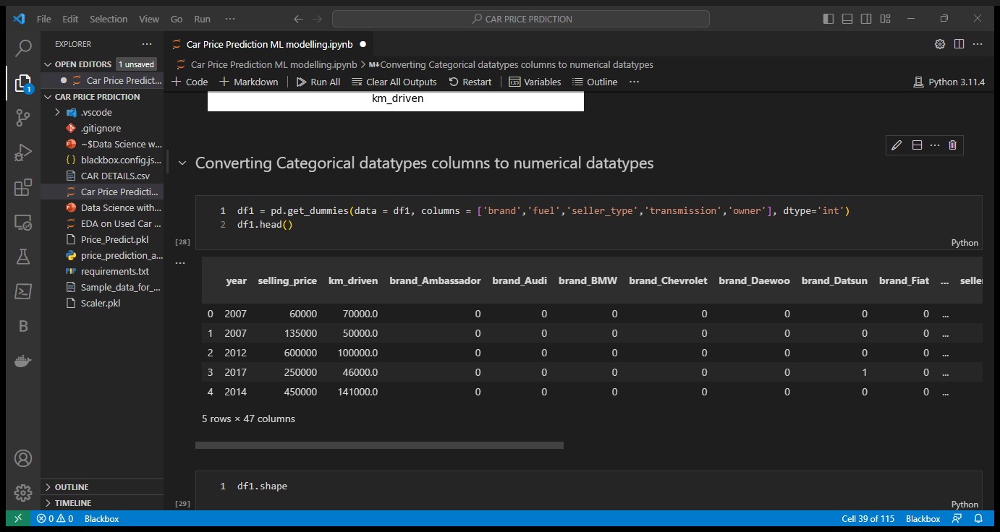 File Edit Selection View Go Run ··· CAR PRICE PRDICTION
EXPLORER ···
OPEN EDITORS 1 unsaved
Car Price Predict...
CAR PRICE PRDICTION
.vscode
.gitignore
~$Data Science w...
blackbox.config.js...
CAR DETAILS.csv
Car Price Predicti...
Data Science with...
EDA on Used Car ...
Price_Predict.pkl
price_prediction_a...
requirements.txt
Sample_data_for_...
Scaler.pkl
OUTLINE
TIMELINE
Car Price Prediction ML modelling.ipynb
Car Price Prediction ML modelling.ipynb > M↓Converting Categorical datatypes columns to numerical datatypes
+ Code + Markdown Run All Clear All Outputs Restart Variables Outline ··· Python 3.11.4
km_driven
Converting Categorical datatypes columns to numerical datatypes
1 df1 = pd.get_dummies(data = df1, columns = ['brand','fuel','seller_type','transmission','owner'], dtype='int')
2 df1.head()
[28] Python
year selling_price km_driven brand_Ambassador brand_Audi brand_BMW brand_Chevrolet brand_Daewoo brand_Datsun brand_Fiat ... selle
0 2007 60000 70000.0 0 0 0 0 0 0 0 ...
1 2007 135000 50000.0 0 0 0 0 0 0 0 ...
2 2012 600000 100000.0 0 0 0 0 0 0 0 ...
3 2017 250000 46000.0 0 0 0 0 0 1 0 ...
4 2014 450000 141000.0 0 0 0 0 0 0 0 ...
5 rows × 47 columns
1 df1.shape
[29] Python
0 0 Blackbox Cell 39 of 115 Blackbox